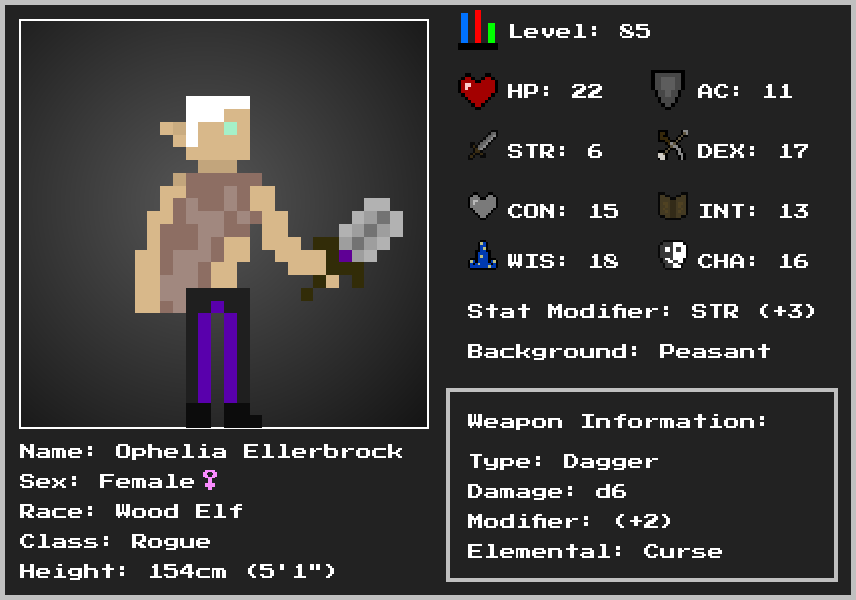 Level: 85
HP: 22 AC: 11
STR: 6 DEX: 17
CON: 15 INT: 13
WIS: 18 CHA: 16
Stat Modifier: STR (+3)
Background: Peasant
Weapon Information:
Type: Dagger
Damage: d6
Modifier: (+2)
Elemental: Curse
Name: Ophelia Ellerbrock
Sex: Female♀
Race: Wood Elf
Class: Rogue
Height: 154cm (5'1")